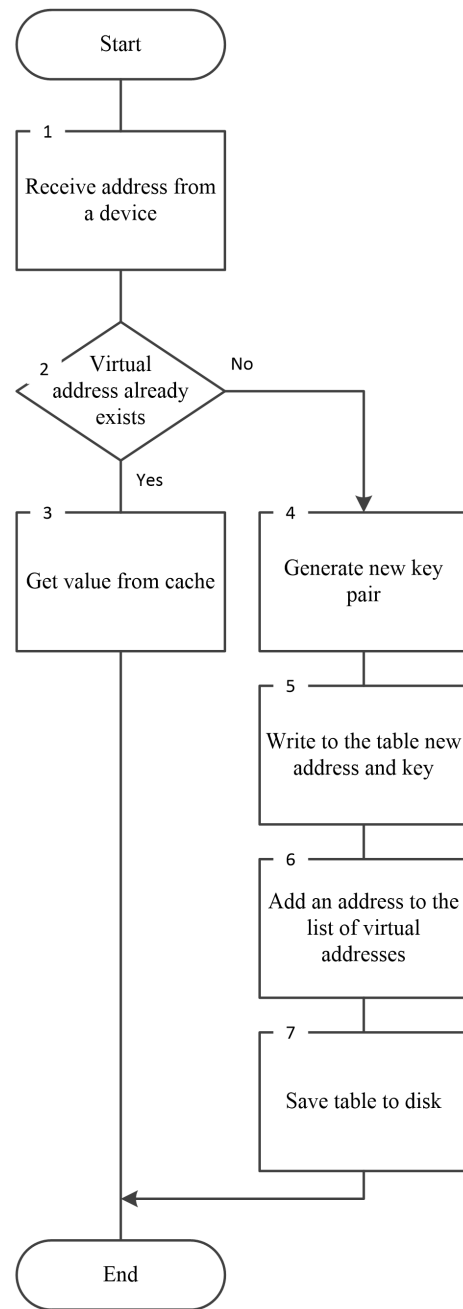 Start
1
Receive address from
a device
2
Virtual
address already
exists
No
Yes
3
Get value from cache
4
Generate new key
pair
5
Write to the table new
address and key
6
Add an address to the
list of virtual
addresses
7
Save table to disk
End